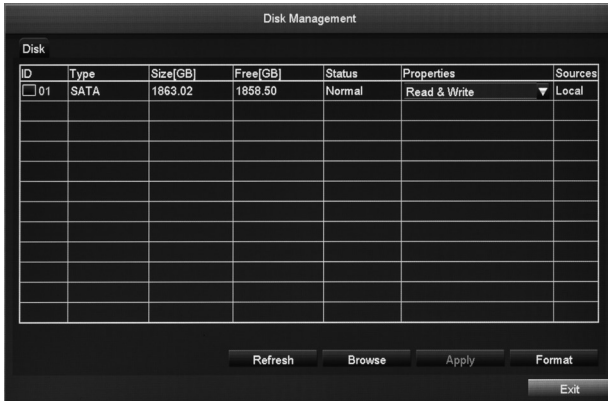 Disk Management
Disk
ID Type Size[GB] Free[GB] Status Properties Sources
01 SATA 1863.02 1858.50 Normal Read & Write Local
Refresh Browse Apply Format
Exit